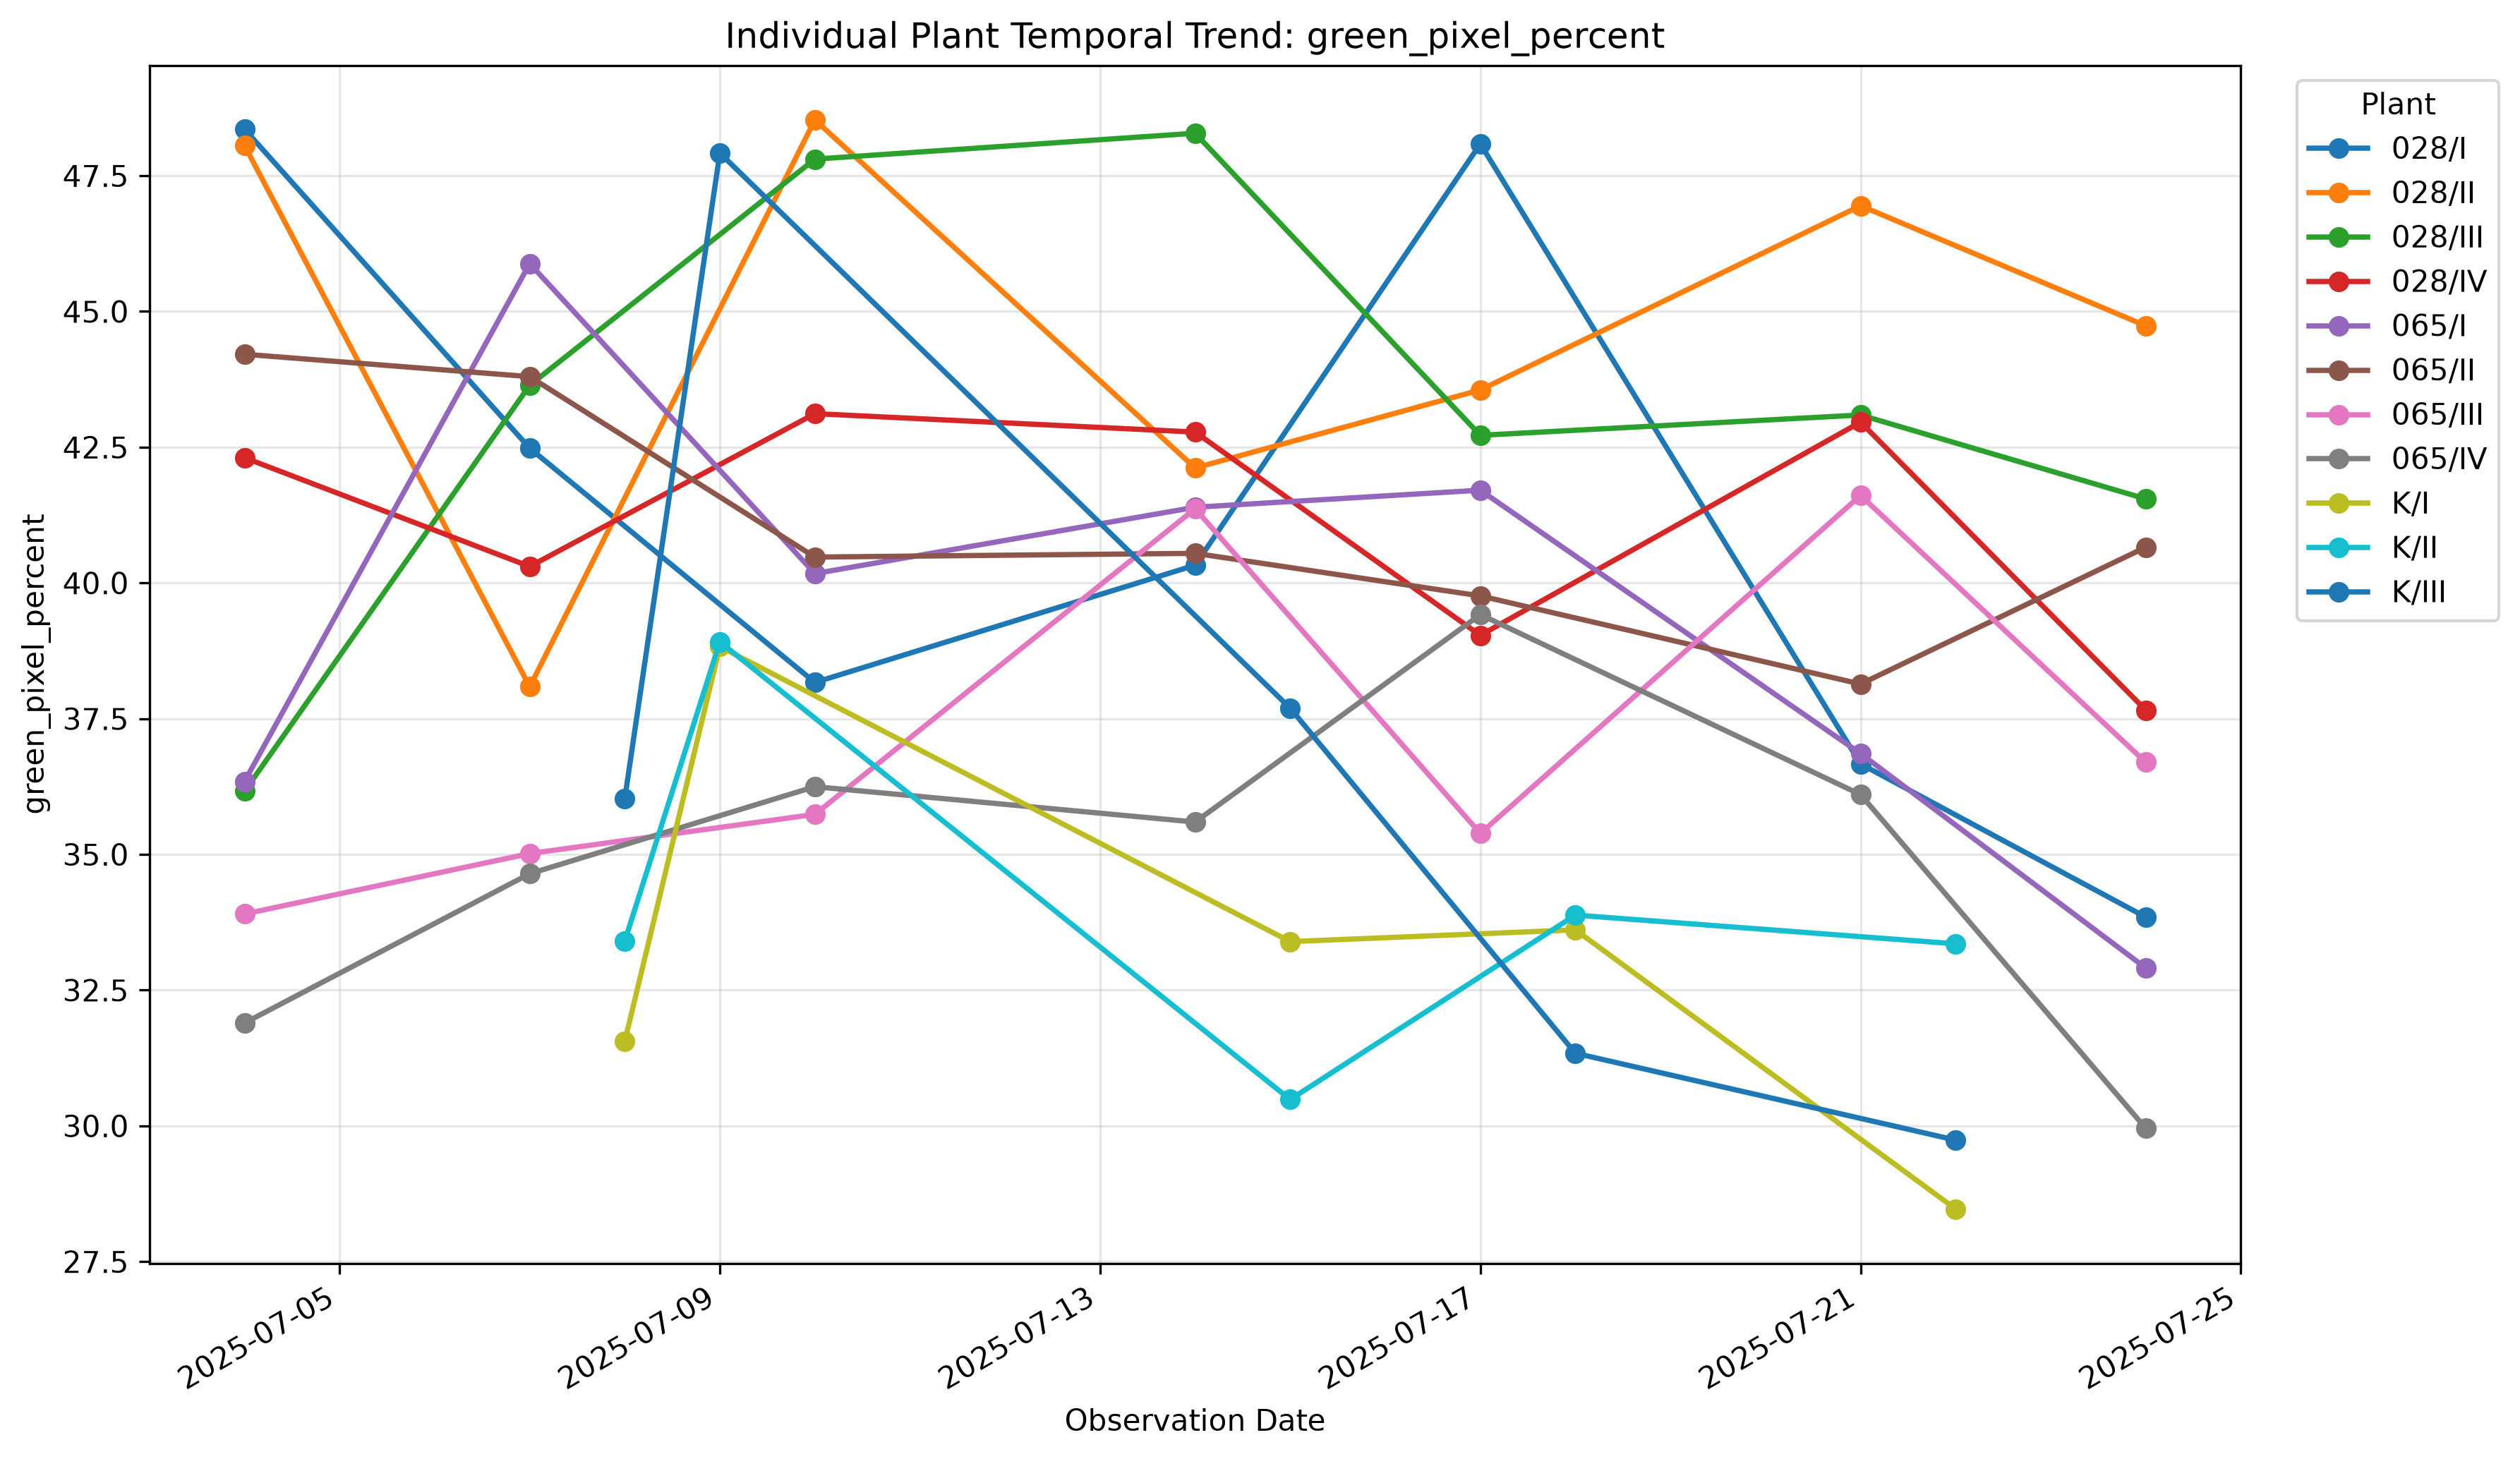 Individual Plant Temporal Trend: green_pixel_percent
Plant
028/I
028/II
028/III
028/IV
065/I
065/II
065/III
065/IV
K/I
K/II
K/III
green_pixel_percent
47.5
45.0
42.5
40.0
37.5
35.0
32.5
30.0
27.5
2025-07-05
2025-07-09
2025-07-13
2025-07-17
2025-07-21
2025-07-25
Observation Date